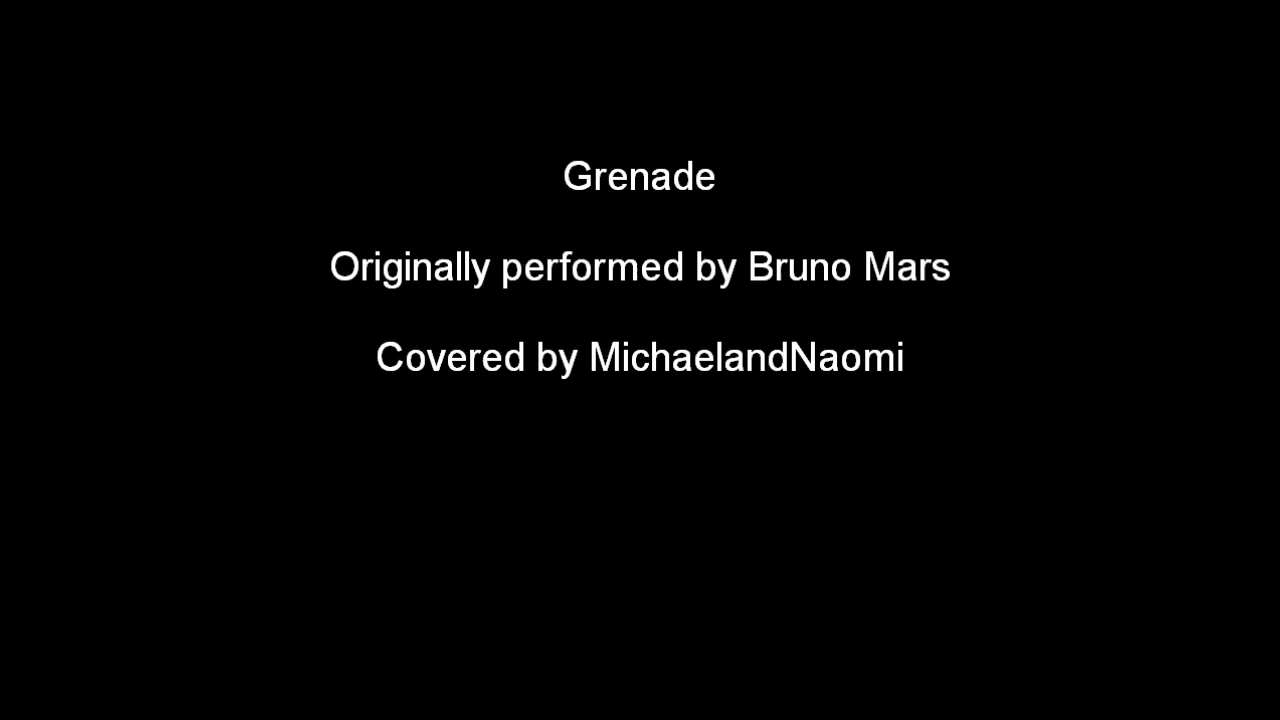 Grenade
Originally performed by Bruno Mars
Covered by MichaelandNaomi